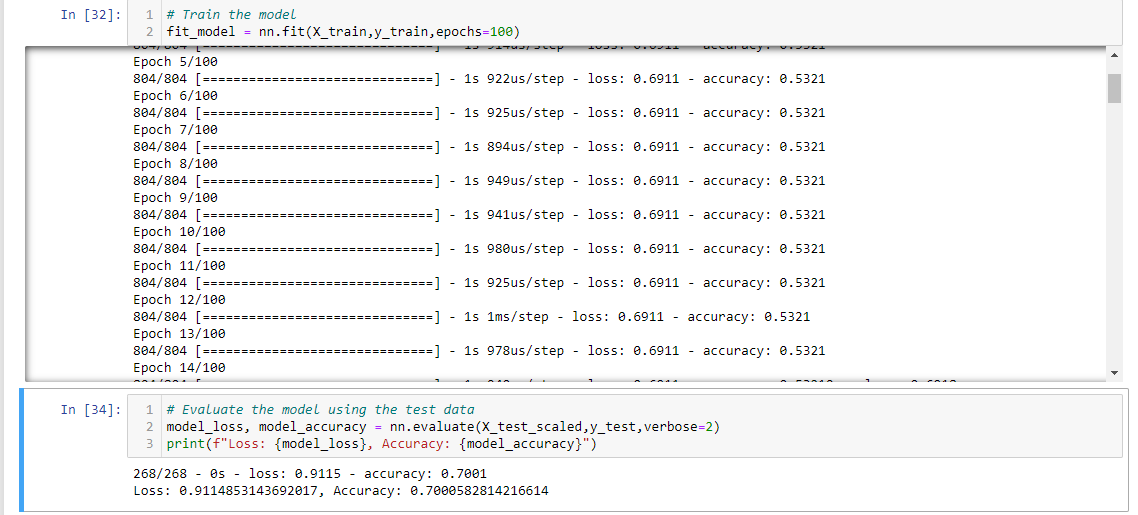 In [32]:
1 # Train the model
2 fit_model = nn.fit(X_train,y_train,epochs=100)
Epoch 5/100
804/804 [==============================] - 1s 922us/step - loss: 0.6911 - accuracy: 0.5321
Epoch 6/100
804/804 [==============================] - 1s 925us/step - loss: 0.6911 - accuracy: 0.5321
Epoch 7/100
804/804 [==============================] - 1s 894us/step - loss: 0.6911 - accuracy: 0.5321
Epoch 8/100
804/804 [==============================] - 1s 949us/step - loss: 0.6911 - accuracy: 0.5321
Epoch 9/100
804/804 [==============================] - 1s 941us/step - loss: 0.6911 - accuracy: 0.5321
Epoch 10/100
804/804 [==============================] - 1s 980us/step - loss: 0.6911 - accuracy: 0.5321
Epoch 11/100
804/804 [==============================] - 1s 925us/step - loss: 0.6911 - accuracy: 0.5321
Epoch 12/100
804/804 [==============================] - 1s 1ms/step - loss: 0.6911 - accuracy: 0.5321
Epoch 13/100
804/804 [==============================] - 1s 978us/step - loss: 0.6911 - accuracy: 0.5321
Epoch 14/100
In [34]:
1 # Evaluate the model using the test data
2 model_loss, model_accuracy = nn.evaluate(X_test_scaled,y_test,verbose=2)
3 print(f"Loss: {model_loss}, Accuracy: {model_accuracy}")
268/268 - 0s - loss: 0.9115 - accuracy: 0.7001
Loss: 0.9114853143692017, Accuracy: 0.7000582814216614